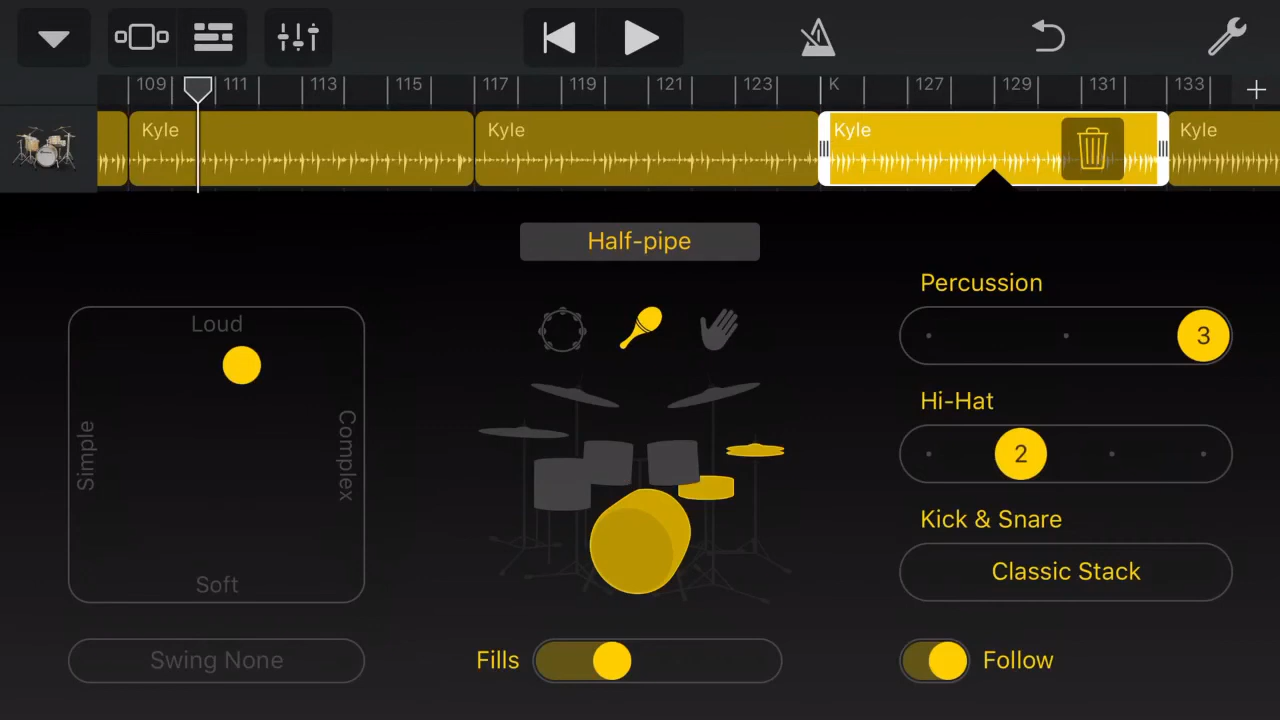 109 111 113 115 117 119 121 123 K 127 129 131 133
Kyle Kyle Kyle Kyle
Half-pipe
Percussion
Loud
3
Hi-Hat
Simple
Complex
2
Kick & Snare
Classic Stack
Soft
Swing None
Fills
Follow